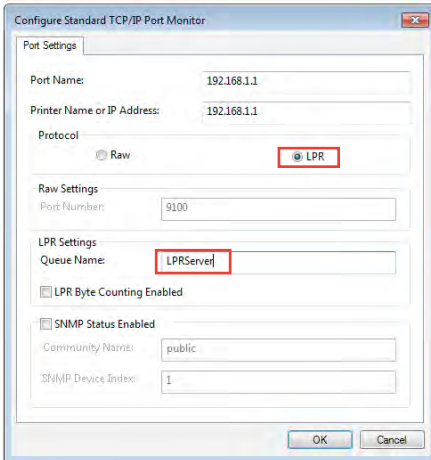 Configure Standard TCP/IP Port Monitor
Port Settings
Port Name: 192.168.1.1
Printer Name or IP Address: 192.168.1.1
Protocol
Raw LPR
Raw Settings
Port Number: 9100
LPR Settings
Queue Name: LPRServer
LPR Byte Counting Enabled
SNMP Status Enabled
Community Name: public
SNMP Device Index: 1
OK Cancel